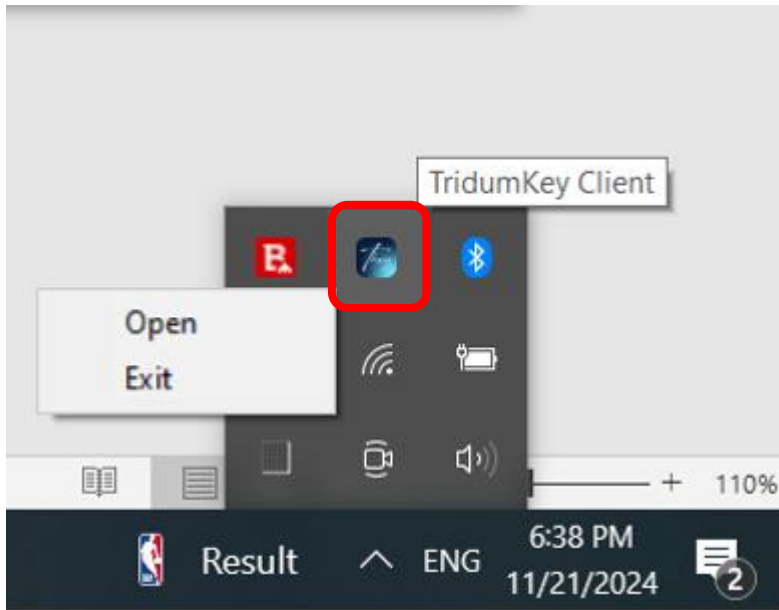 TridumKey Client
Open
Exit
110%
Result
ENG
6:38 PM
11/21/2024
2